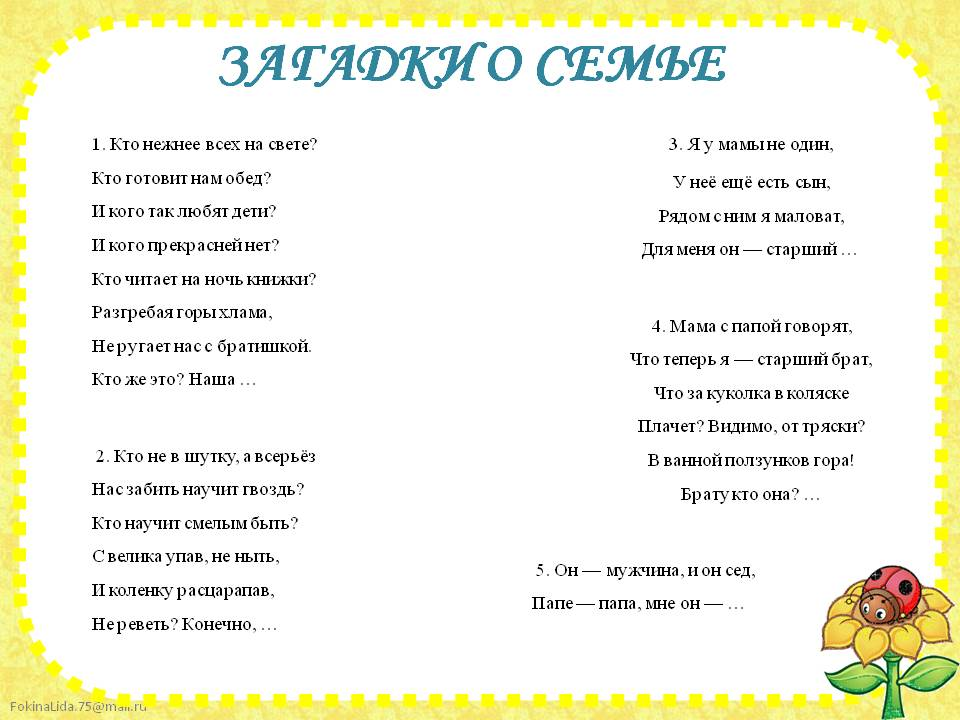 ЗАГАДКИ О СЕМЬЕ
1. Кто нежнее всех на свете?
Кто готовит нам обед?
И кого так любят дети?
И кого прекрасней нет?
Кто читает на ночь книжки?
Разгребая горы хлама,
Не ругает нас с братишкой.
Кто же это? Наша …
2. Кто не в шутку, а всерьёз
Нас забить научит гвоздь?
Кто научит смелым быть?
С велика упав, не ныть,
И коленку расцарапав,
Не реветь? Конечно, …
3. Я у мамы не один,
У неё ещё есть сын,
Рядом с ним я маловат,
Для меня он — старший …
4. Мама с папой говорят,
Что теперь я — старший брат,
Что за куколка в коляске
Плачет? Видимо, от тряски?
В ванной ползунков гора!
Брату кто она? …
5. Он — мужчина, и он сед,
Папе — папа, мне он — …
FokinaLida.75@mail.ru